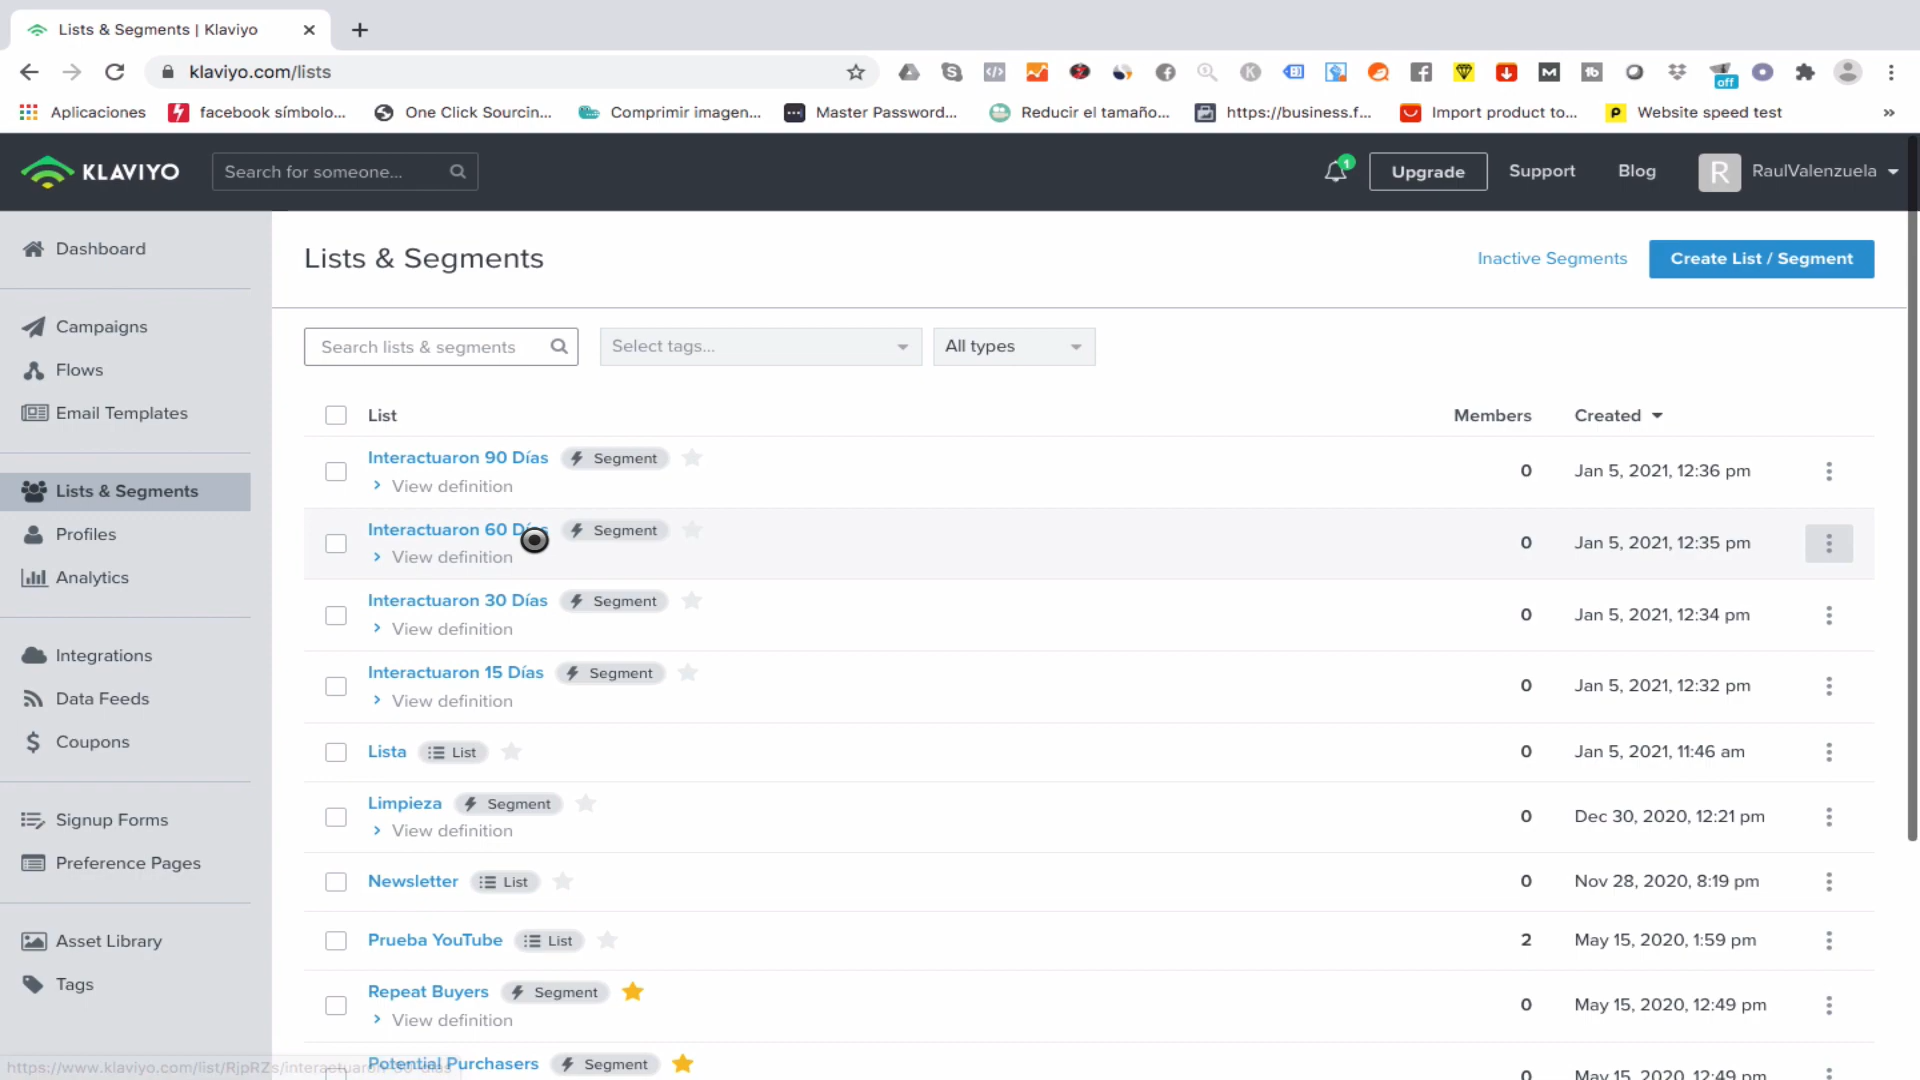 Lists & Segments | Klaviyo
klaviyo.com/lists
off
Aplicaciones
facebook símbolo...
One Click Sourcin...
Comprimir imagen...
Master Password...
Reducir el tamaño...
https://business.f...
Import product to...
Website speed test
»
KLAVIYO
Search for someone...
1
Upgrade
Support
Blog
R
RaulValenzuela
Dashboard
Campaigns
Flows
Email Templates
Lists & Segments
Profiles
Analytics
Integrations
Data Feeds
Coupons
Signup Forms
Preference Pages
Asset Library
Tags
Lists & Segments
Inactive Segments
Create List / Segment
Search lists & segments
Select tags...
All types
List
Members
Created
Interactuaron 90 Días
Segment
View definition
0
Jan 5, 2021, 12:36 pm
Interactuaron 60 Días
Segment
View definition
0
Jan 5, 2021, 12:35 pm
Interactuaron 30 Días
Segment
View definition
0
Jan 5, 2021, 12:34 pm
Interactuaron 15 Días
Segment
View definition
0
Jan 5, 2021, 12:32 pm
Lista
List
0
Jan 5, 2021, 11:46 am
Limpieza
Segment
View definition
0
Dec 30, 2020, 12:21 pm
Newsletter
List
0
Nov 28, 2020, 8:19 pm
Prueba YouTube
List
2
May 15, 2020, 1:59 pm
Repeat Buyers
Segment
View definition
0
May 15, 2020, 12:49 pm
Potential Purchasers
Segment
0
May 15, 2020, 12:49 pm